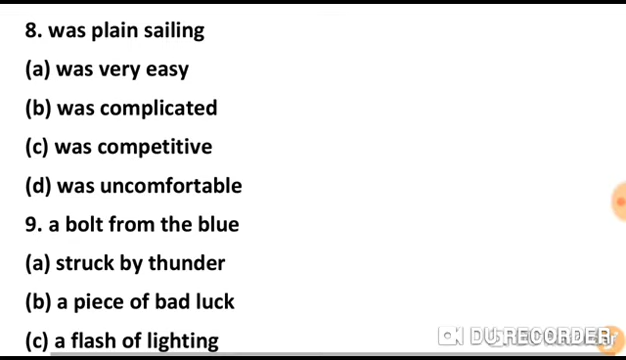 8. was plain sailing
(a) was very easy
(b) was complicated
(c) was competitive
(d) was uncomfortable
9. a bolt from the blue
(a) struck by thunder
(b) a piece of bad luck
(c) a flash of lighting
DU RECORDER